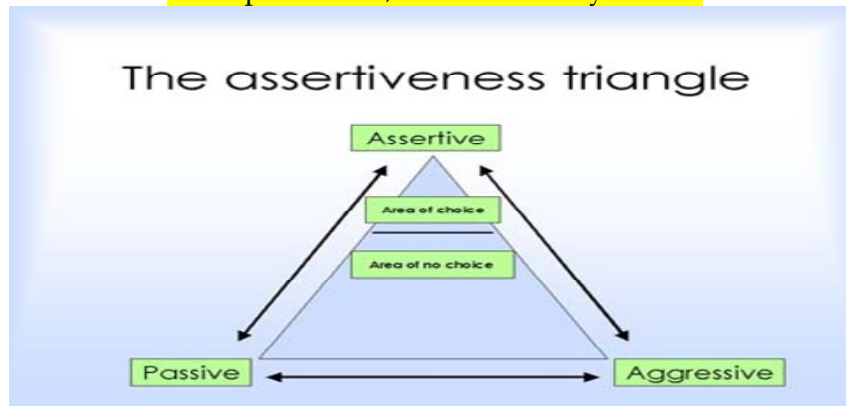 The assertiveness triangle
Assertive
Area of choice
Area of no choice
Passive
Aggressive